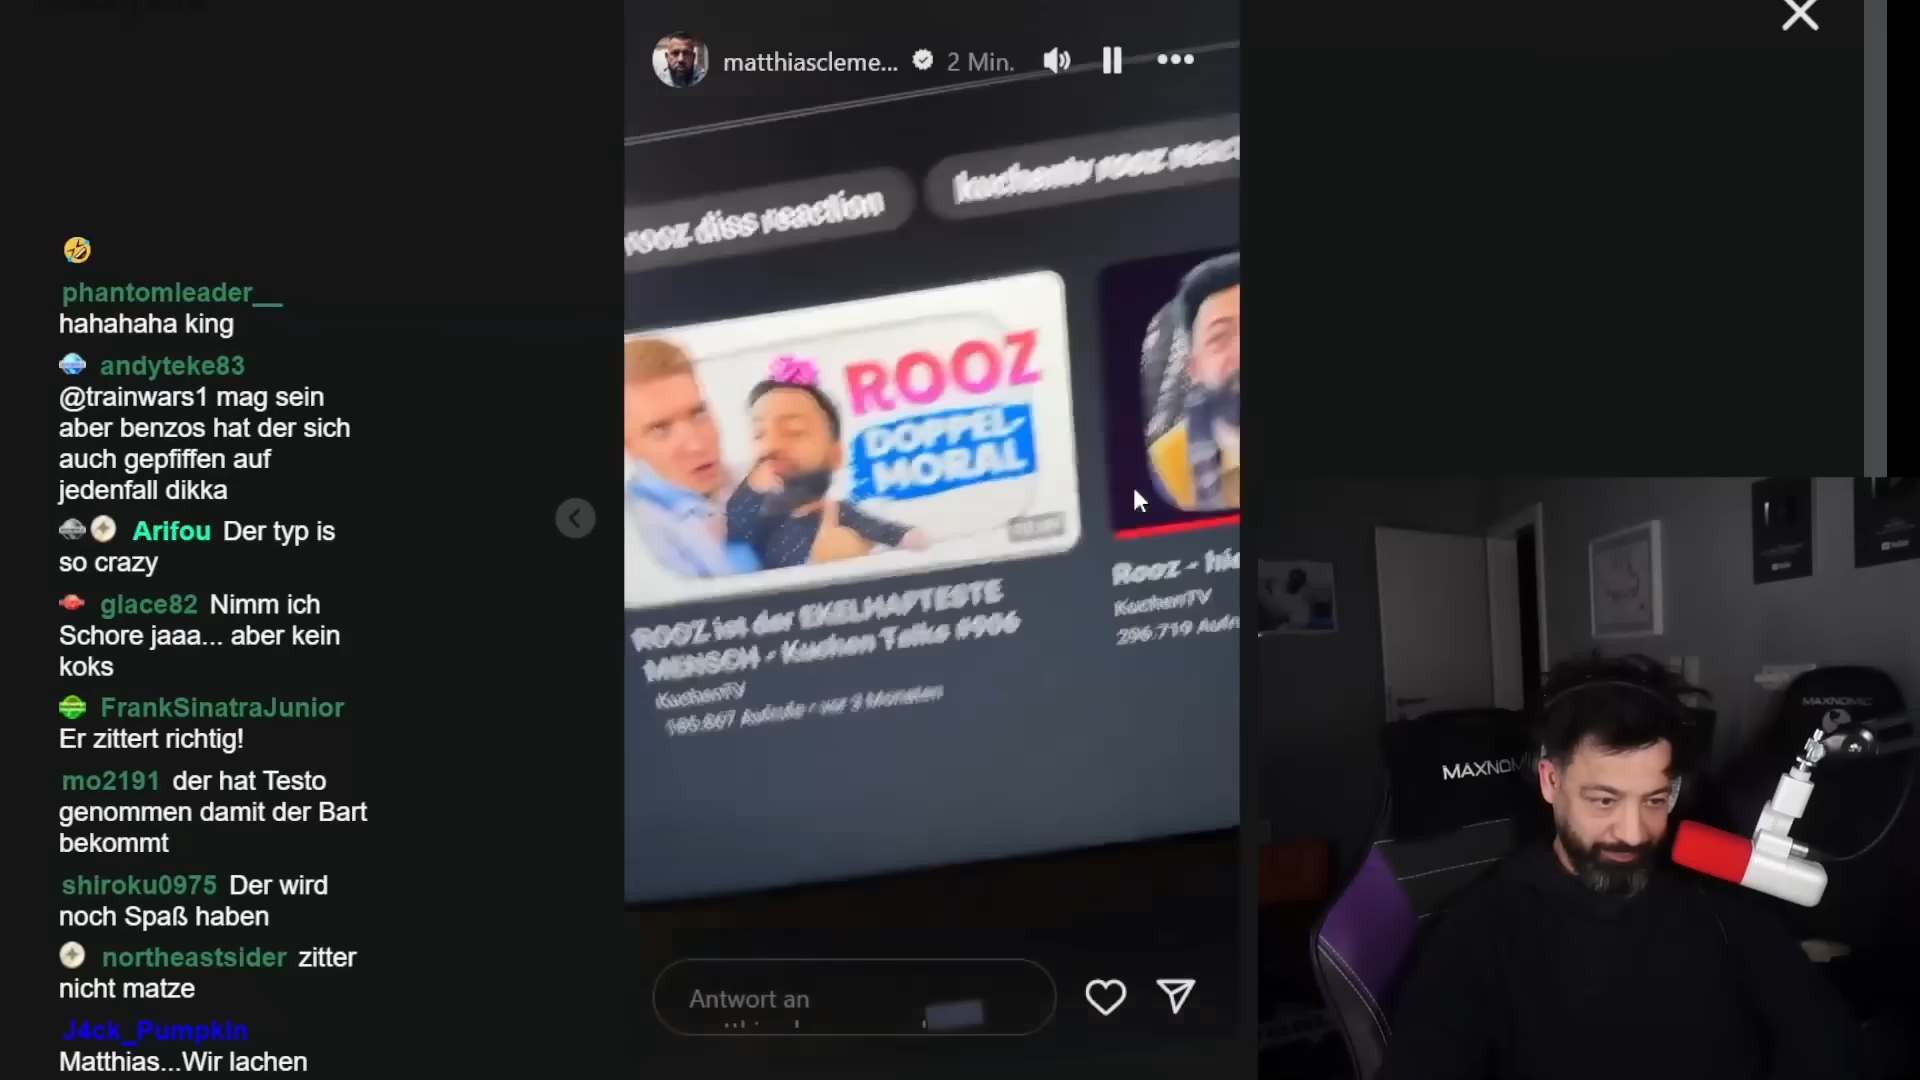 matthiascleme... 2 Min.
rooz diss reaction
kuchentv rooz reac
ROOZ
DOPPEL-
MORAL
ROOZ ist der EKELHAFTESTE
MENSCH - Kuchen Talks #906
KuchenTV
185.867 Aufrufe • vor 3 Monaten
Rooz - hie
KuchenTV
296.719 Aufr
Antwort an
phantomleader__
hahahaha king
andyteke83
@trainwars1 mag sein
aber benzos hat der sich
auch gepfiffen auf
jedenfall dikka
Arifou Der typ is
so crazy
glace82 Nimm ich
Schore jaaa... aber kein
koks
FrankSinatraJunior
Er zittert richtig!
mo2191 der hat Testo
genommen damit der Bart
bekommt
shiroku0975 Der wird
noch Spaß haben
northeastsider zitter
nicht matze
J4ck_Pumpkin
Matthias...Wir lachen
MAXNOM
MAXNOMIC